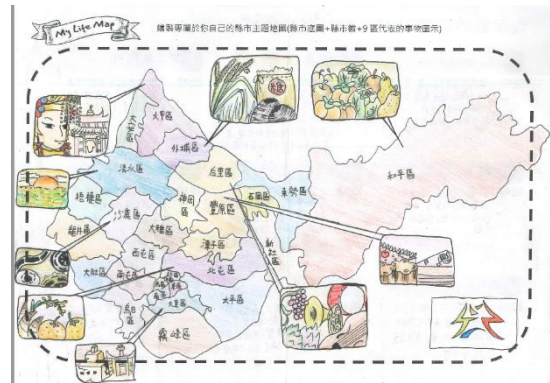 My Life Map
繪製專屬於你自己的縣市主題地圖(縣市底圖+縣市徽+9區代表的事物圖示)
大甲區
大安區
外埔區
清水區
后里區
東勢區
和平區
梧棲區
神岡區
豐原區
石岡區
沙鹿區
龍井區
大雅區
潭子區
新社區
西屯區
北屯區
大肚區
南屯區
烏日區
大里區
太平區
霧峰區